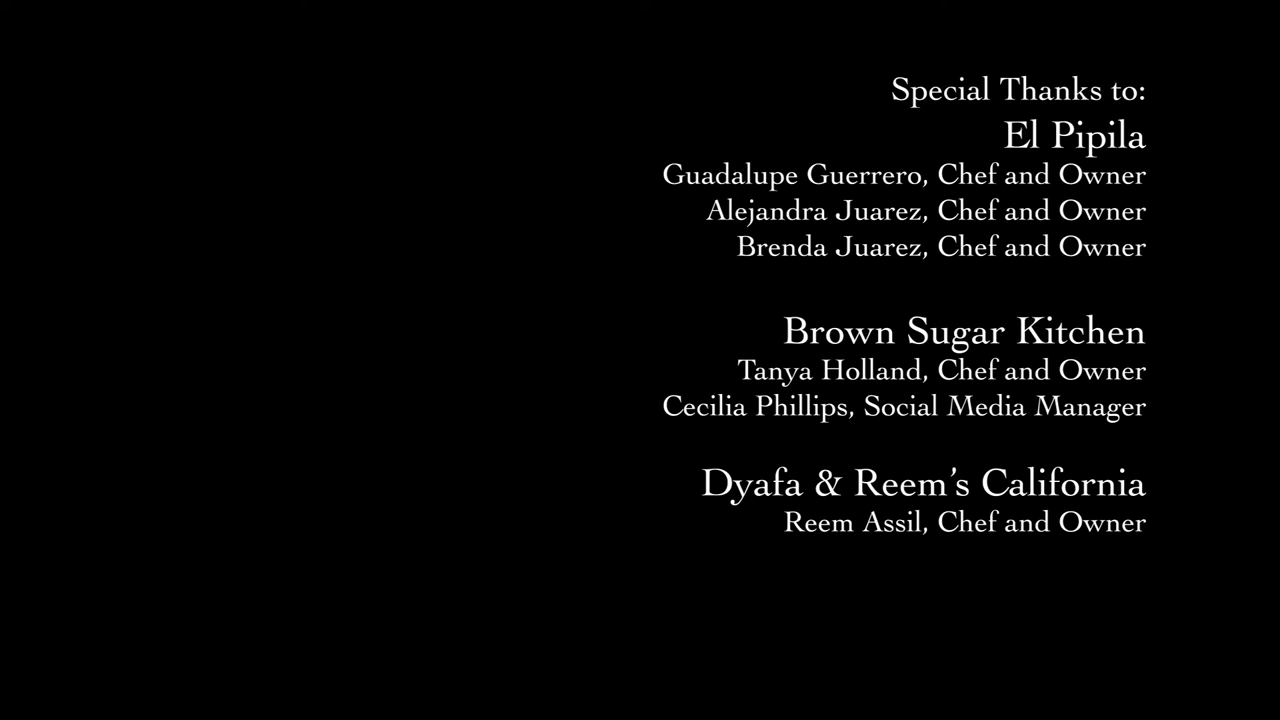 Special Thanks to:
El Pipila
Guadalupe Guerrero, Chef and Owner
Alejandra Juarez, Chef and Owner
Brenda Juarez, Chef and Owner
Brown Sugar Kitchen
Tanya Holland, Chef and Owner
Cecilia Phillips, Social Media Manager
Dyafa & Reem’s California
Reem Assil, Chef and Owner